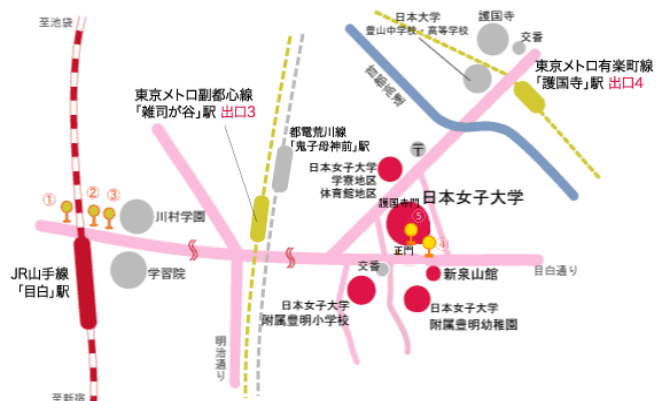 至池袋
日本大学
豊山中学校・高等学校
護国寺
交番
東京メトロ有楽町線
「護国寺」駅 出口4
首都高速
東京メトロ副都心線
「雑司が谷」駅 出口3
都電荒川線
「鬼子母神前」駅
〒
日本女子大学
学寮地区
体育館地区
護国寺門
日本女子大学
⑤
正門
④
①
②
③
川村学園
学習院
JR山手線
「目白」駅
目白通り
交番
新泉山館
日本女子大学
附属豊明小学校
日本女子大学
附属豊明幼稚園
明治通り
至新宿